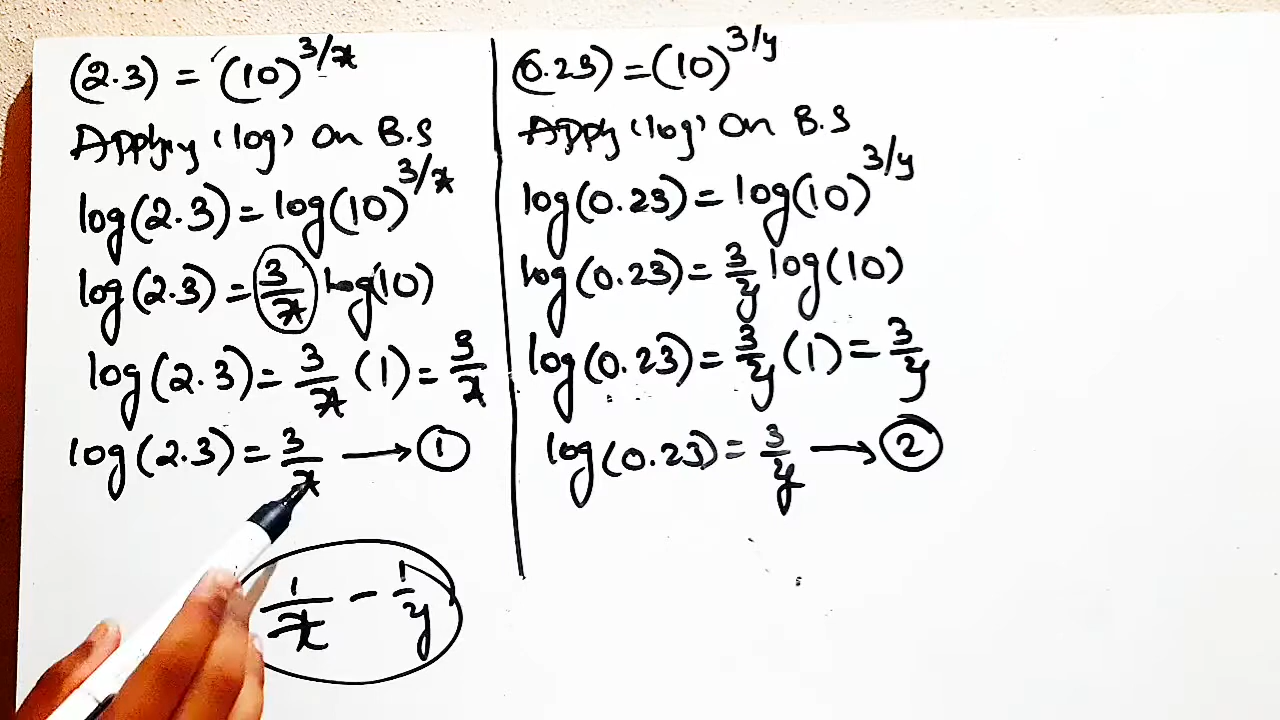 (2.3) = (10)^3/x
Applying (log) on B.S
log(2.3) = log(10)^3/x
log(2.3) = 3/x log(10)
log(2.3) = 3/x (1) = 3/x
log(2.3) = 3/x → ①
1/x - 1/y
(0.23) = (10)^3/y
Apply (log) on B.S
log(0.23) = log(10)^3/y
log(0.23) = 3/y log(10)
log(0.23) = 3/y (1) = 3/y
log(0.23) = 3/y → ②